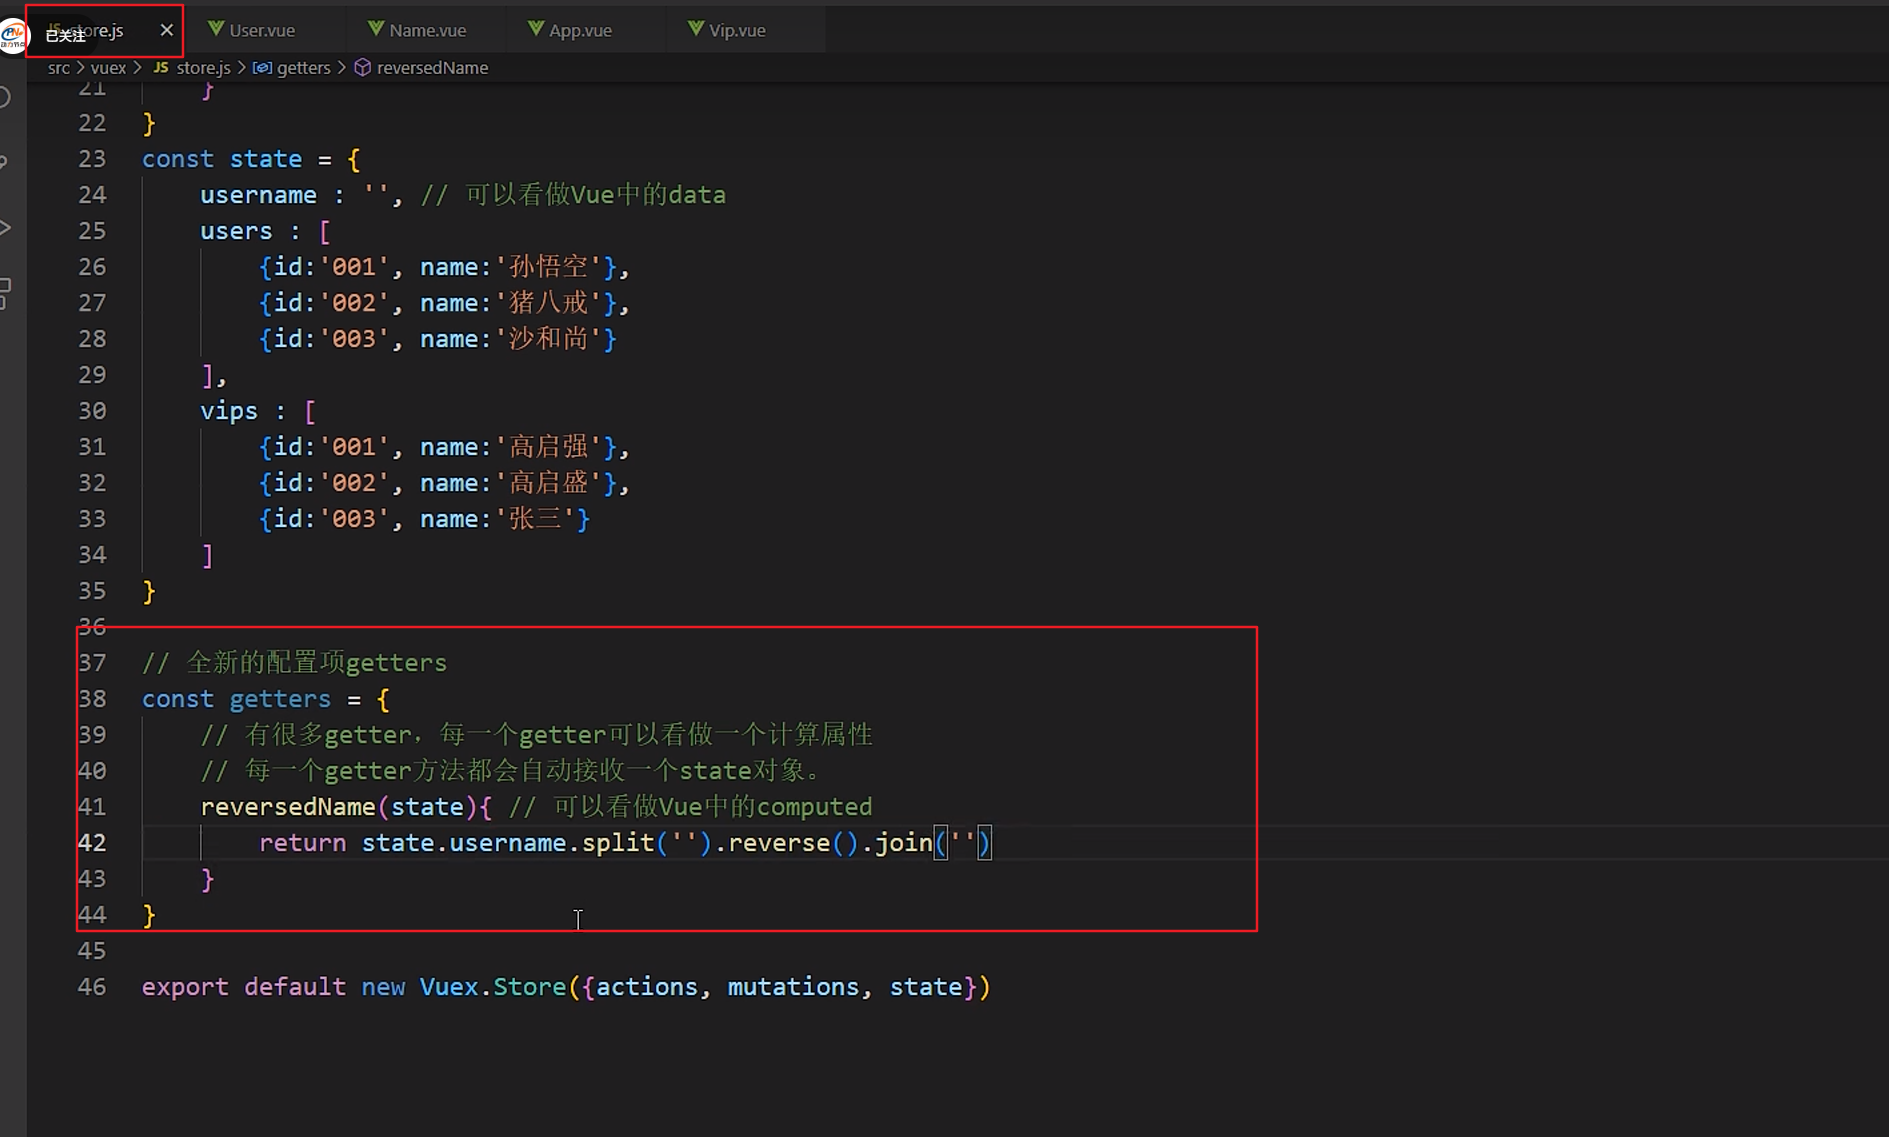 已关注 store.js User.vue Name.vue App.vue Vip.vue
src > vuex > JS store.js > getters > reversedName
21 }
22 }
23 const state = {
24 username : '', // 可以看做Vue中的data
25 users : [
26 {id:'001', name:'孙悟空'},
27 {id:'002', name:'猪八戒'},
28 {id:'003', name:'沙和尚'}
29 ],
30 vips : [
31 {id:'001', name:'高启强'},
32 {id:'002', name:'高启盛'},
33 {id:'003', name:'张三'}
34 ]
35 }
36
37 // 全新的配置项getters
38 const getters = {
39 // 有很多getter，每一个getter可以看做一个计算属性
40 // 每一个getter方法都会自动接收一个state对象。
41 reversedName(state){ // 可以看做Vue中的computed
42 return state.username.split('').reverse().join('')
43 }
44 }
45
46 export default new Vuex.Store({actions, mutations, state})